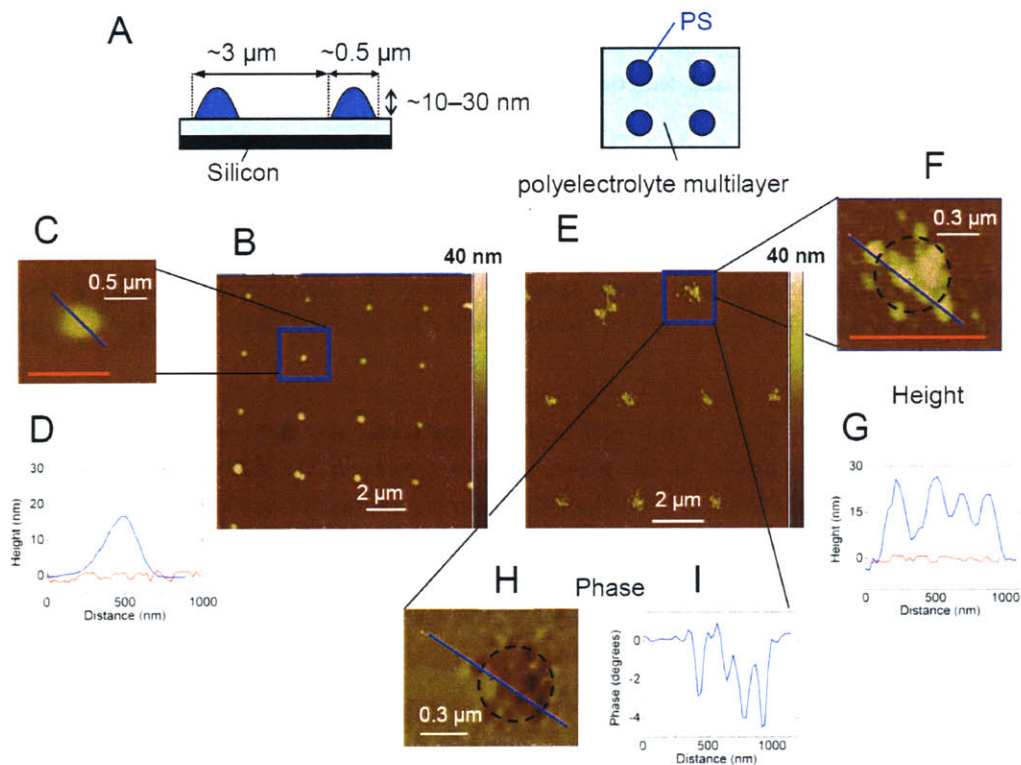 A
~3 µm
~0.5 µm
~10–30 nm
Silicon
PS
polyelectrolyte multilayer
C
0.5 µm
B
40 nm
2 µm
E
40 nm
2 µm
F
0.3 µm
D
Height (nm)
30
20
10
0
0
500
1000
Distance (nm)
Height
G
Height (nm)
30
15
0
0
500
1000
Distance (nm)
H
Phase
0.3 µm
I
Phase (degrees)
0
-2
-4
0
500
1000
Distance (nm)